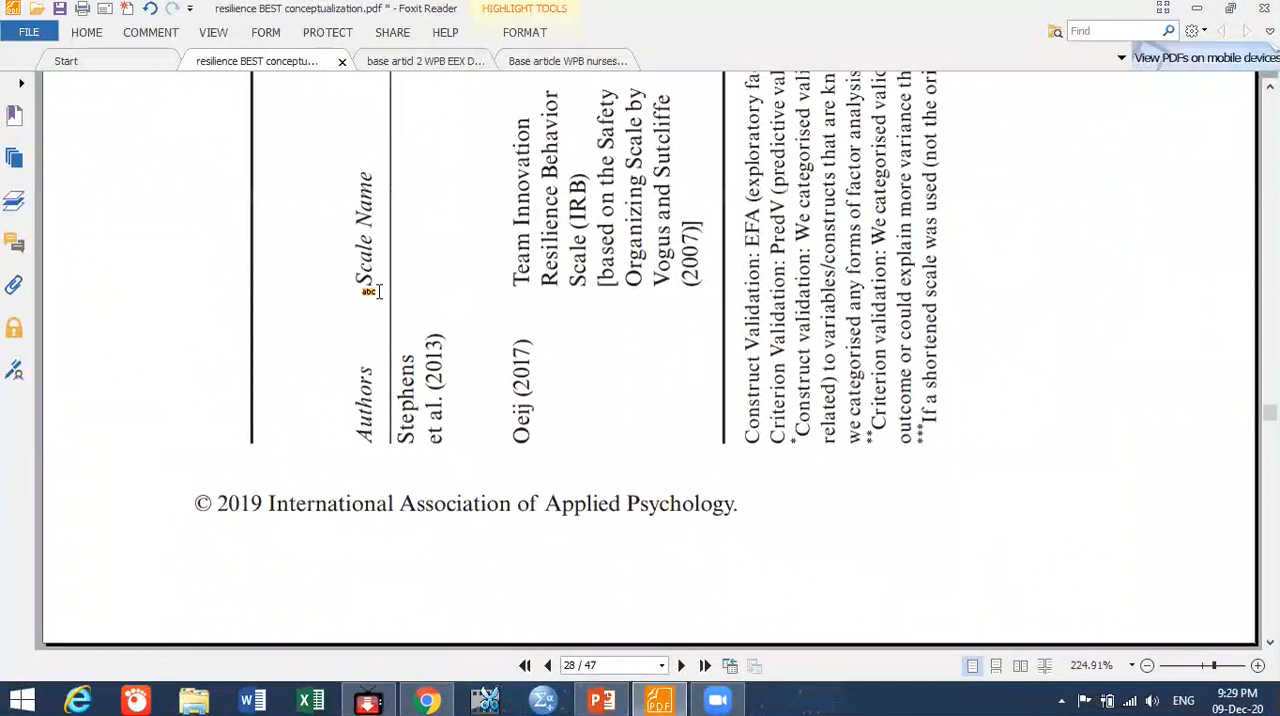 resilience BEST conceptualization.pdf * - Foxit Reader
HIGHLIGHT TOOLS
FILE
HOME
COMMENT
VIEW
FORM
PROTECT
SHARE
HELP
FORMAT
Find
Start
resilience BEST conceptu...
base articl 2 WPB EEX D...
Base article WPB nurses...
View PDFs on mobile devices
Authors
Scale Name
Stephens
et al. (2013)
Oeij (2017)
Team Innovation
Resilience Behavior
Scale (IRB)
[based on the Safety
Organizing Scale by
Vogus and Sutcliffe
(2007)]
Construct Validation: EFA (exploratory fa
Criterion Validation: PredV (predictive val
*Construct validation: We categorised vali
related) to variables/constructs that are kn
we categorised any forms of factor analysis
**Criterion validation: We categorised valid
outcome or could explain more variance th
***If a shortened scale was used (not the ori
abc
© 2019 International Association of Applied Psychology.
28 / 47
224.91%
ENG
9:29 PM
09-Dec-20